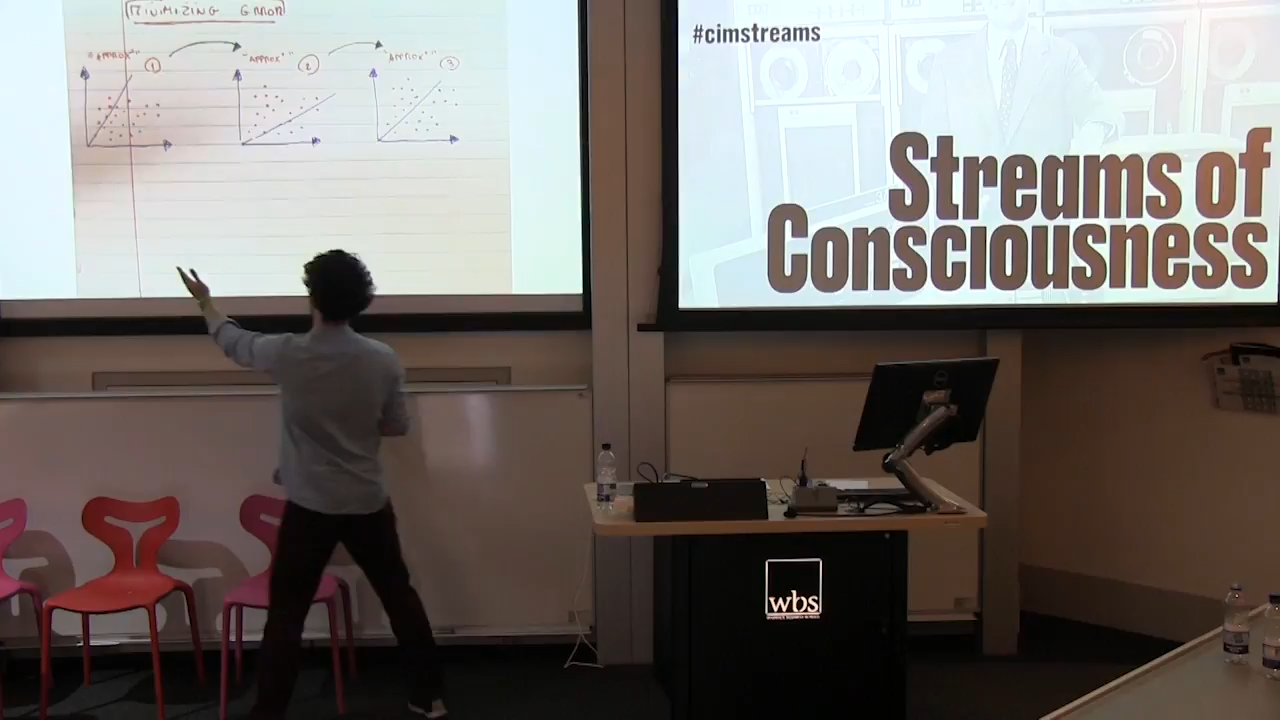 MINIMIZING ERROR
"APPROX" 1
"APPROX" 2
"APPROX" 3
#cimstreams
Streams of
Consciousness
wbs